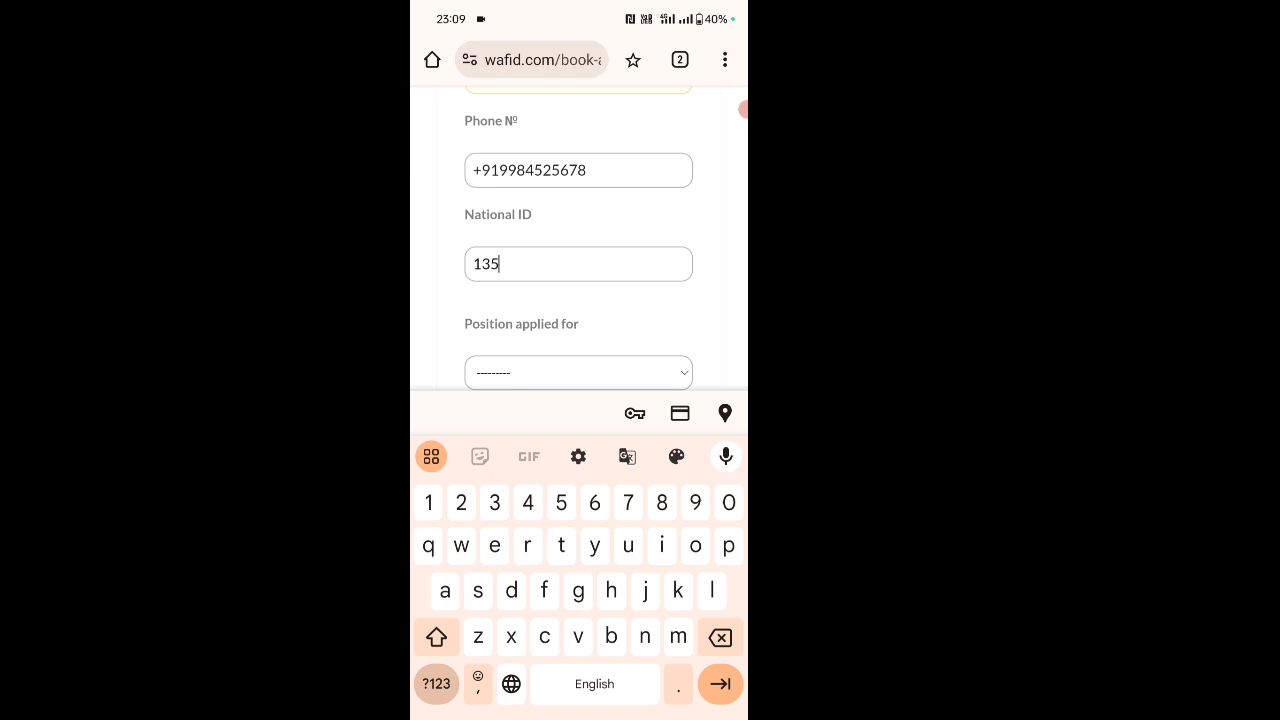 23:09 40%
wafid.com/book-a 2
Phone №
+919984525678
National ID
135
Position applied for
---------
GIF
1 2 3 4 5 6 7 8 9 0
q w e r t y u i o p
a s d f g h j k l
z x c v b n m
?123 , English .